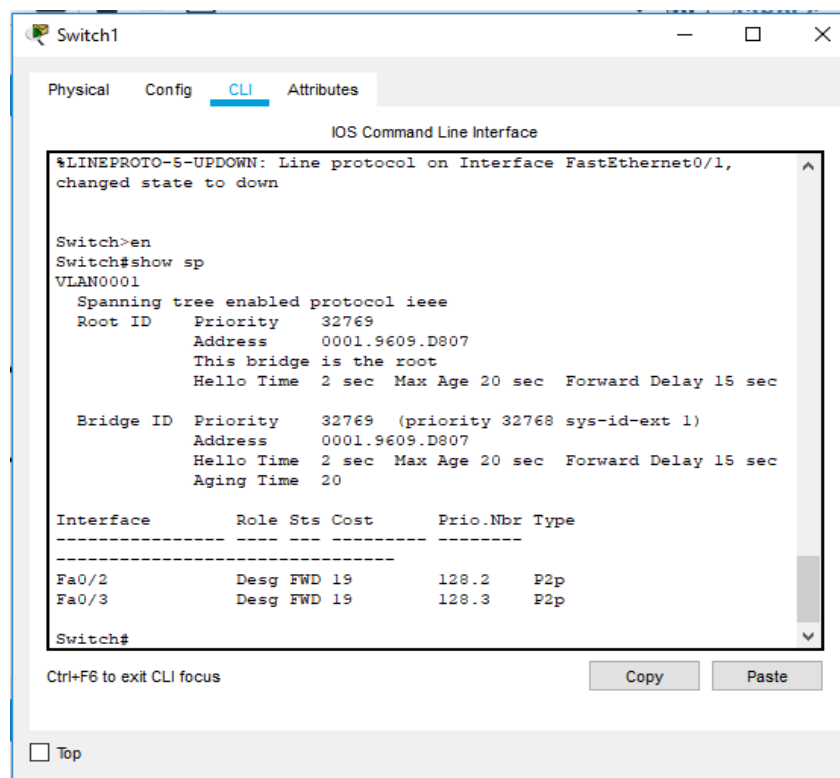 Switch1
Physical Config CLI Attributes
IOS Command Line Interface
%LINEPROTO-5-UPDOWN: Line protocol on Interface FastEthernet0/1,
changed state to down
Switch>en
Switch#show sp
VLAN0001
  Spanning tree enabled protocol ieee
  Root ID    Priority    32769
             Address     0001.9609.D807
             This bridge is the root
             Hello Time  2 sec  Max Age 20 sec  Forward Delay 15 sec
  Bridge ID  Priority    32769  (priority 32768 sys-id-ext 1)
             Address     0001.9609.D807
             Hello Time  2 sec  Max Age 20 sec  Forward Delay 15 sec
             Aging Time  20
Interface        Role Sts Cost      Prio.Nbr Type
---------------- ---- --- --------- --------
--------------------------------
Fa0/2            Desg FWD 19        128.2    P2p
Fa0/3            Desg FWD 19        128.3    P2p
Switch#
Ctrl+F6 to exit CLI focus
Copy Paste
Top